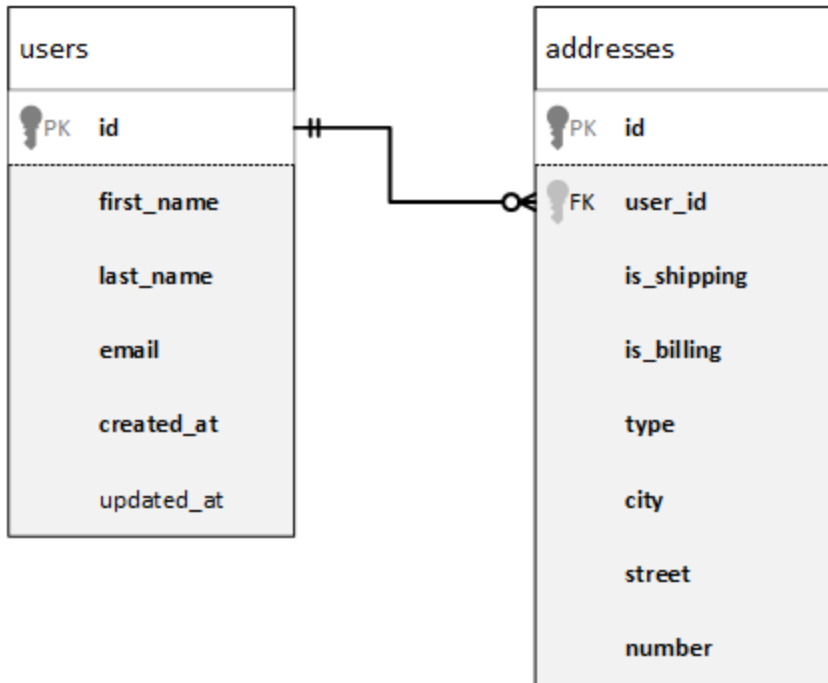 users
PK id
first_name
last_name
email
created_at
updated_at
addresses
PK id
FK user_id
is_shipping
is_billing
type
city
street
number